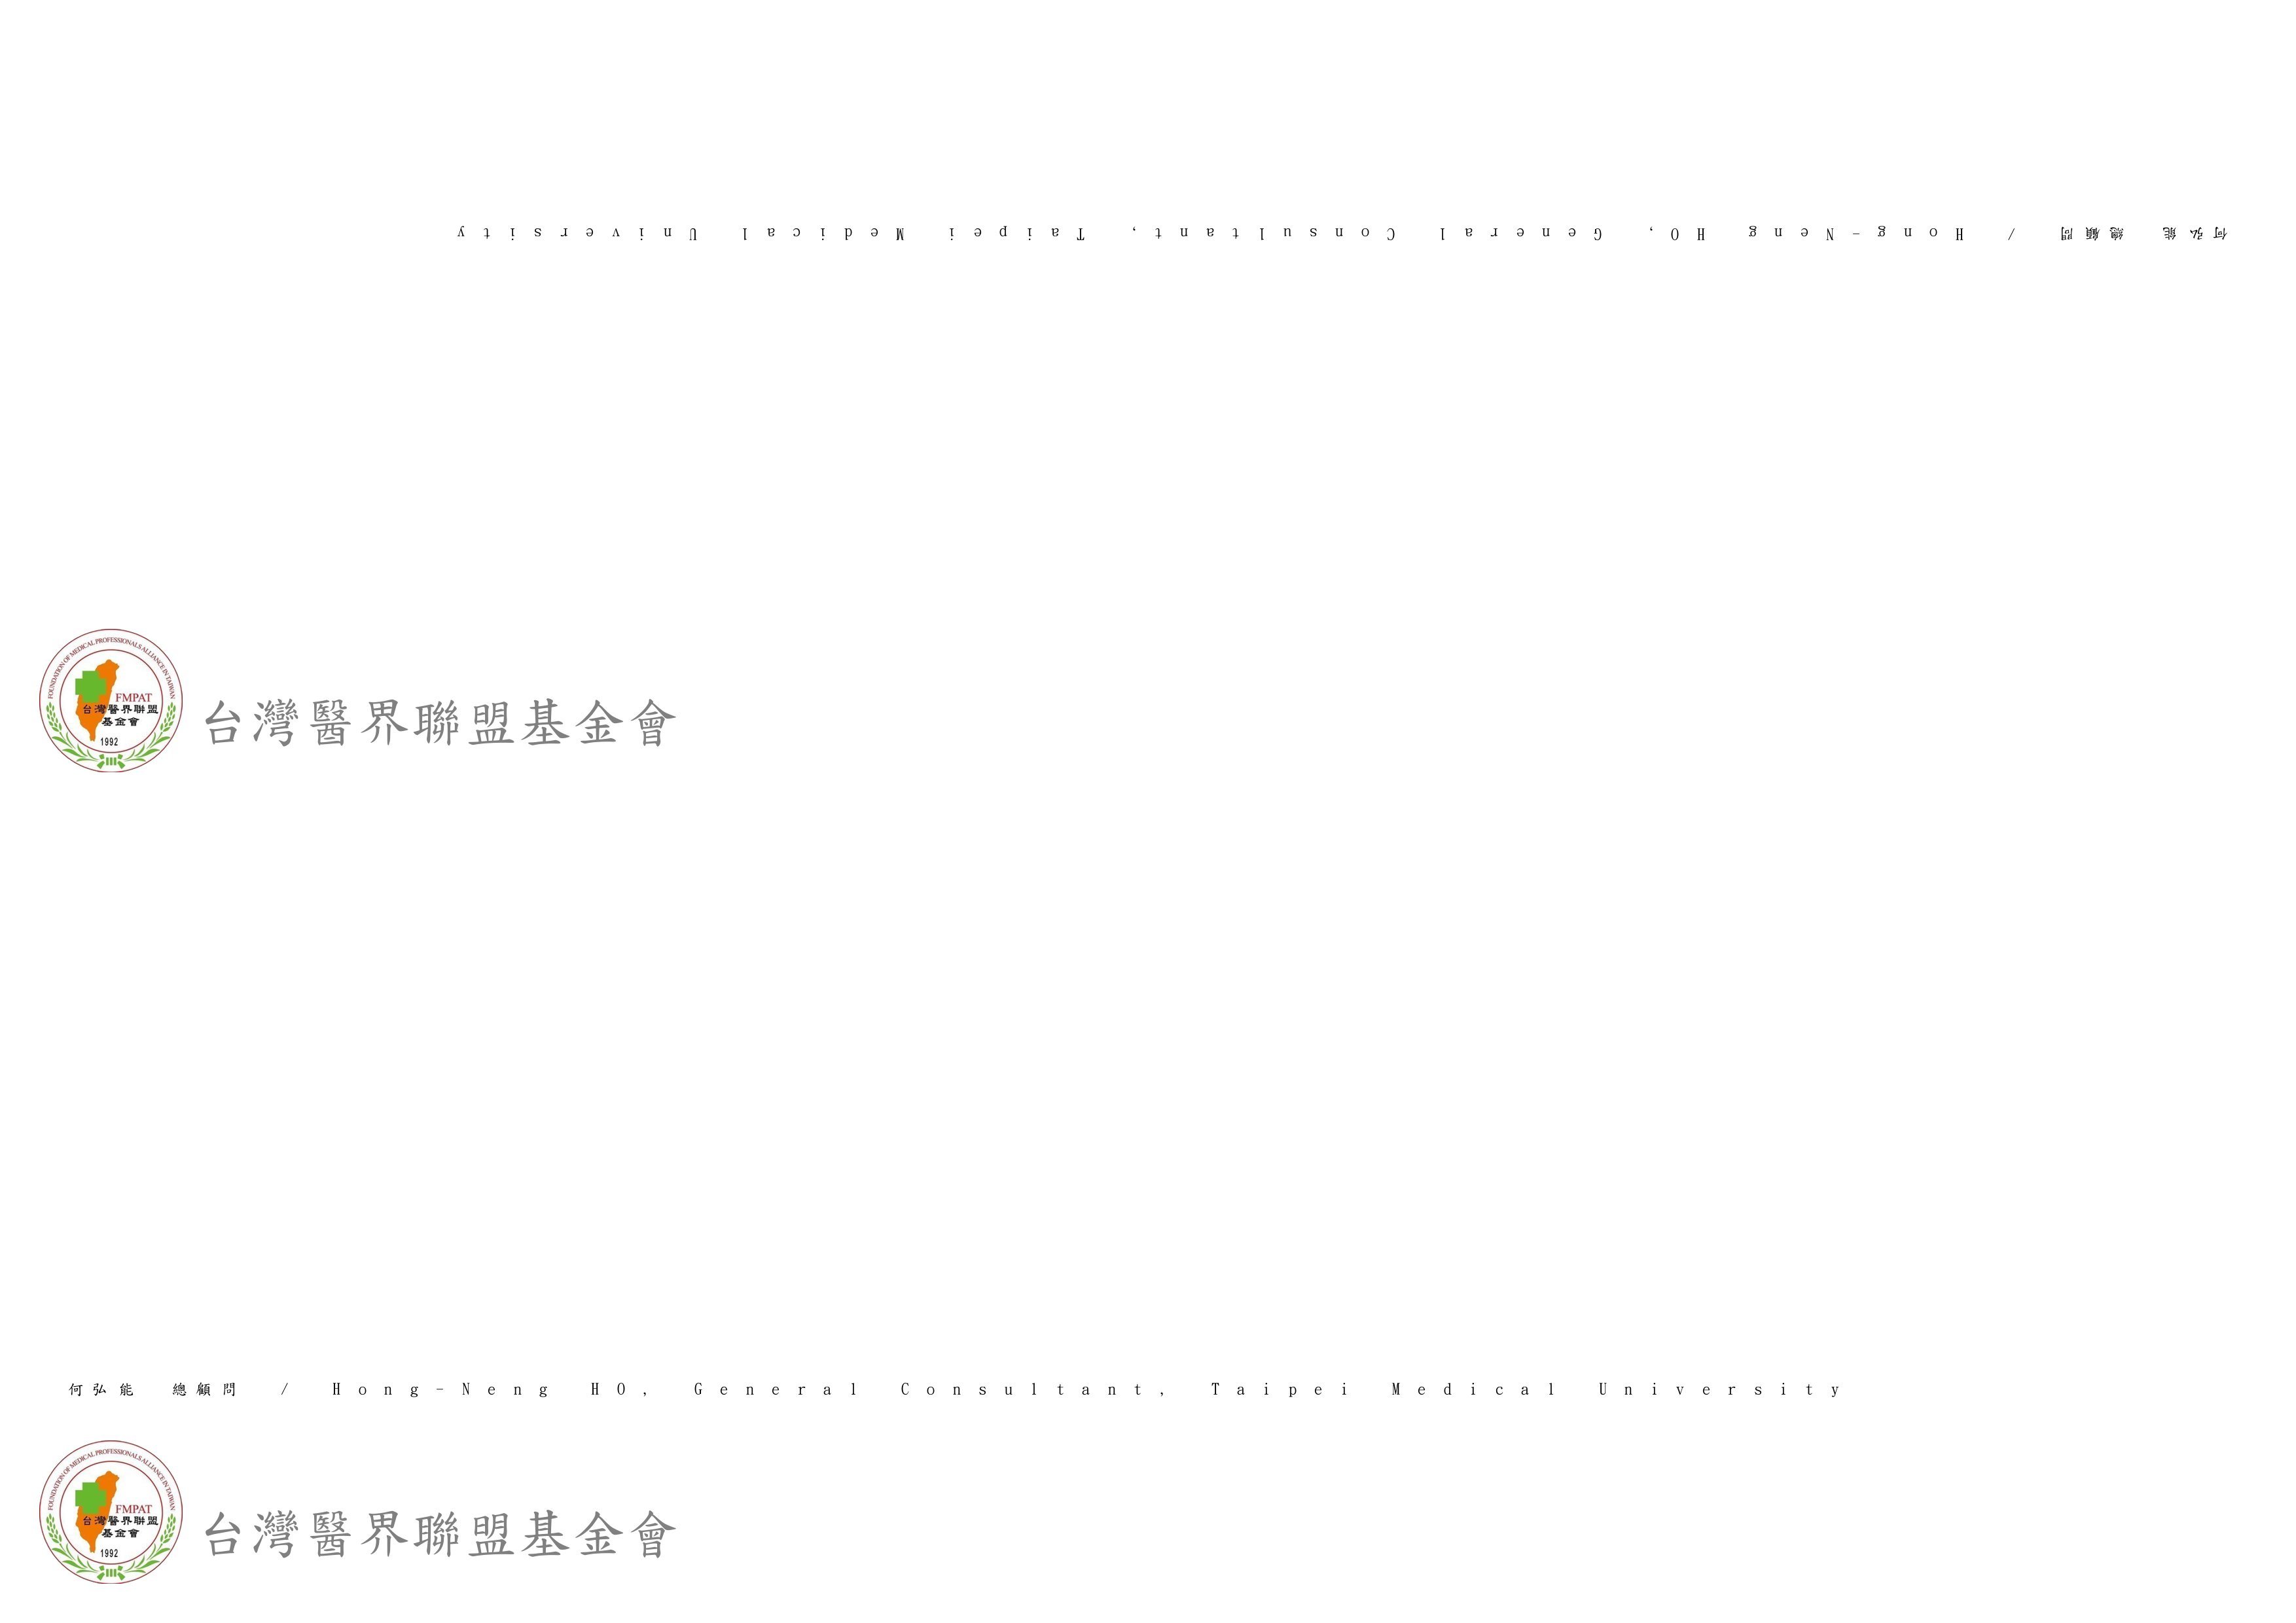 何弘能 總顧問 / Hong-Neng HO, General Consultant, Taipei Medical University
FOUNDATION OF MEDICAL PROFESSIONALS ALLIANCE IN TAIWAN
FMPAT
台灣醫界聯盟
基金會
1992
台灣醫界聯盟基金會
何弘能 總顧問 / Hong-Neng HO, General Consultant, Taipei Medical University
FOUNDATION OF MEDICAL PROFESSIONALS ALLIANCE IN TAIWAN
FMPAT
台灣醫界聯盟
基金會
1992
台灣醫界聯盟基金會